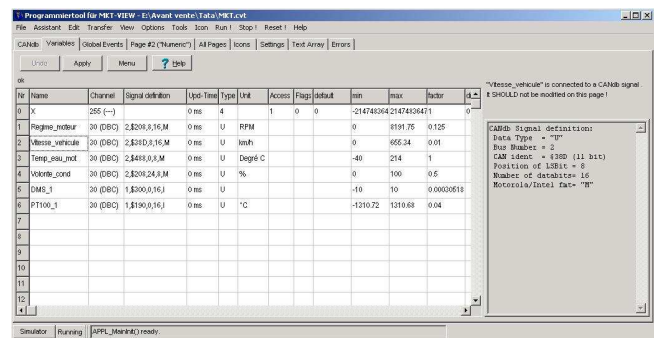 Programmiertool für MKT-VIEW - E:\Avant vente\Tata\MKT.cvt
File Assistant Edit Transfer View Options Tools Icon Run ! Stop ! Reset ! Help
CANdb Variables Global Events Page #2 ("Numeric") All Pages Icons Settings Text Array Errors
Undo Apply Menu ? Help
ok
Nr Name Channel Signal definition Upd-Time Type Unit Access Flags default min max factor
0 X 255 (---) 0 ms 4 1 0 0 -214748364 2147483647 1 0
1 Regime_moteur 30 (DBC) 2,$208,8,16,M 0 ms U RPM 0 8191.75 0.125
2 Vitesse_vehicule 30 (DBC) 2,$38D,8,16,M 0 ms U km/h 0 655.34 0.01
3 Temp_eau_mot 30 (DBC) 2,$488,0,8,M 0 ms U Degré C -40 214 1
4 Volonte_cond 30 (DBC) 2,$208,24,8,M 0 ms U % 0 100 0.5
5 DMS_1 30 (DBC) 1,$300,0,16,I 0 ms U -10 10 0.00030518
6 PT100_1 30 (DBC) 1,$190,0,16,I 0 ms U °C -1310.72 1310.68 0.04
7
8
9
10
11
12
"Vitesse_vehicule" is connected to a CANdb signal.
It SHOULD not be modified on this page !
CANdb Signal definition:
Data Type = "U"
Bus Number = 2
CAN ident = $38D (11 bit)
Position of LSBit = 8
Number of databits= 16
Motorola/Intel fmt= "M"
Simulator Running APPL_MainInit() ready.